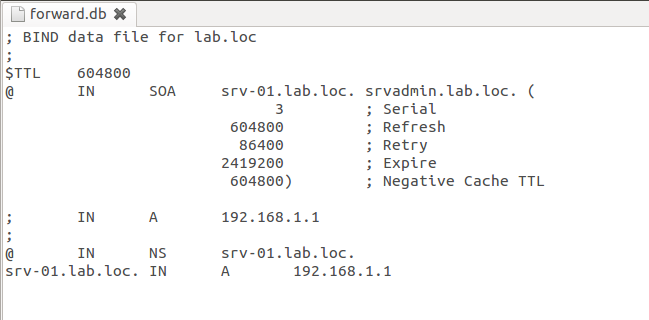 forward.db
; BIND data file for lab.loc
;
$TTL 604800
@ IN SOA srv-01.lab.loc. srvadmin.lab.loc. (
3 ; Serial
604800 ; Refresh
86400 ; Retry
2419200 ; Expire
604800) ; Negative Cache TTL
; IN A 192.168.1.1
;
@ IN NS srv-01.lab.loc.
srv-01.lab.loc. IN A 192.168.1.1